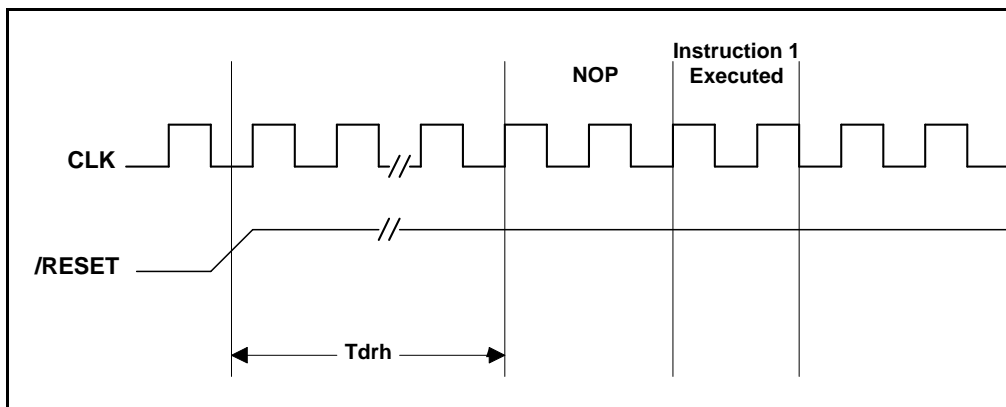 Instruction 1
NOP
Executed
CLK
/RESET
Tdrh